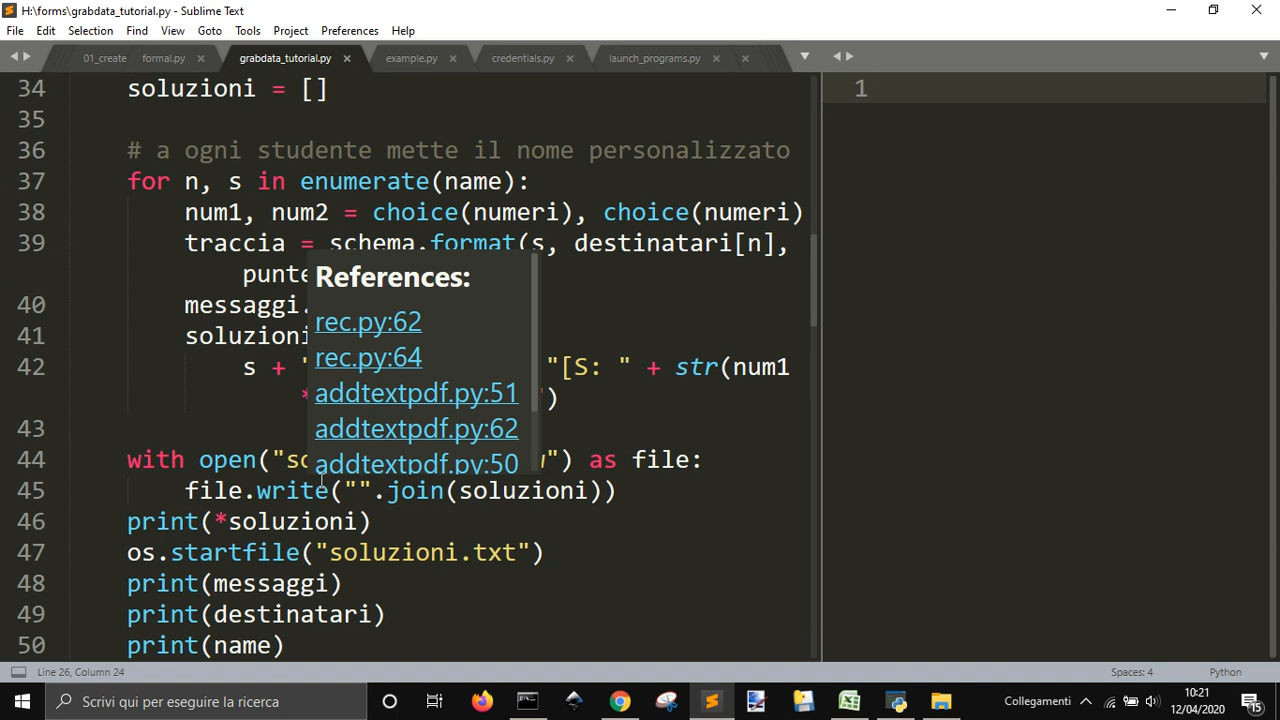 H:\forms\grabdata_tutorial.py - Sublime Text
File Edit Selection Find View Goto Tools Project Preferences Help
01_create formal.py grabdata_tutorial.py example.py credentials.py launch_programs.py
34 soluzioni = []
1
35
36 # a ogni studente mette il nome personalizzato
37 for n, s in enumerate(name):
38 num1, num2 = choice(numeri), choice(numeri)
39 traccia = schema.format(s, destinatari[n],
punte
40 messaggi.
41 soluzioni
42 s + " "[S: " + str(num1
* ")
43
44 with open("so w") as file:
45 file.write("".join(soluzioni))
46 print(*soluzioni)
47 os.startfile("soluzioni.txt")
48 print(messaggi)
49 print(destinatari)
50 print(name)
References:
rec.py:62
rec.py:64
addtextpdf.py:51
addtextpdf.py:62
addtextpdf.py:50
Line 26, Column 24 Spaces: 4 Python
Scrivi qui per eseguire la ricerca
Collegamenti
10:21
12/04/2020
15